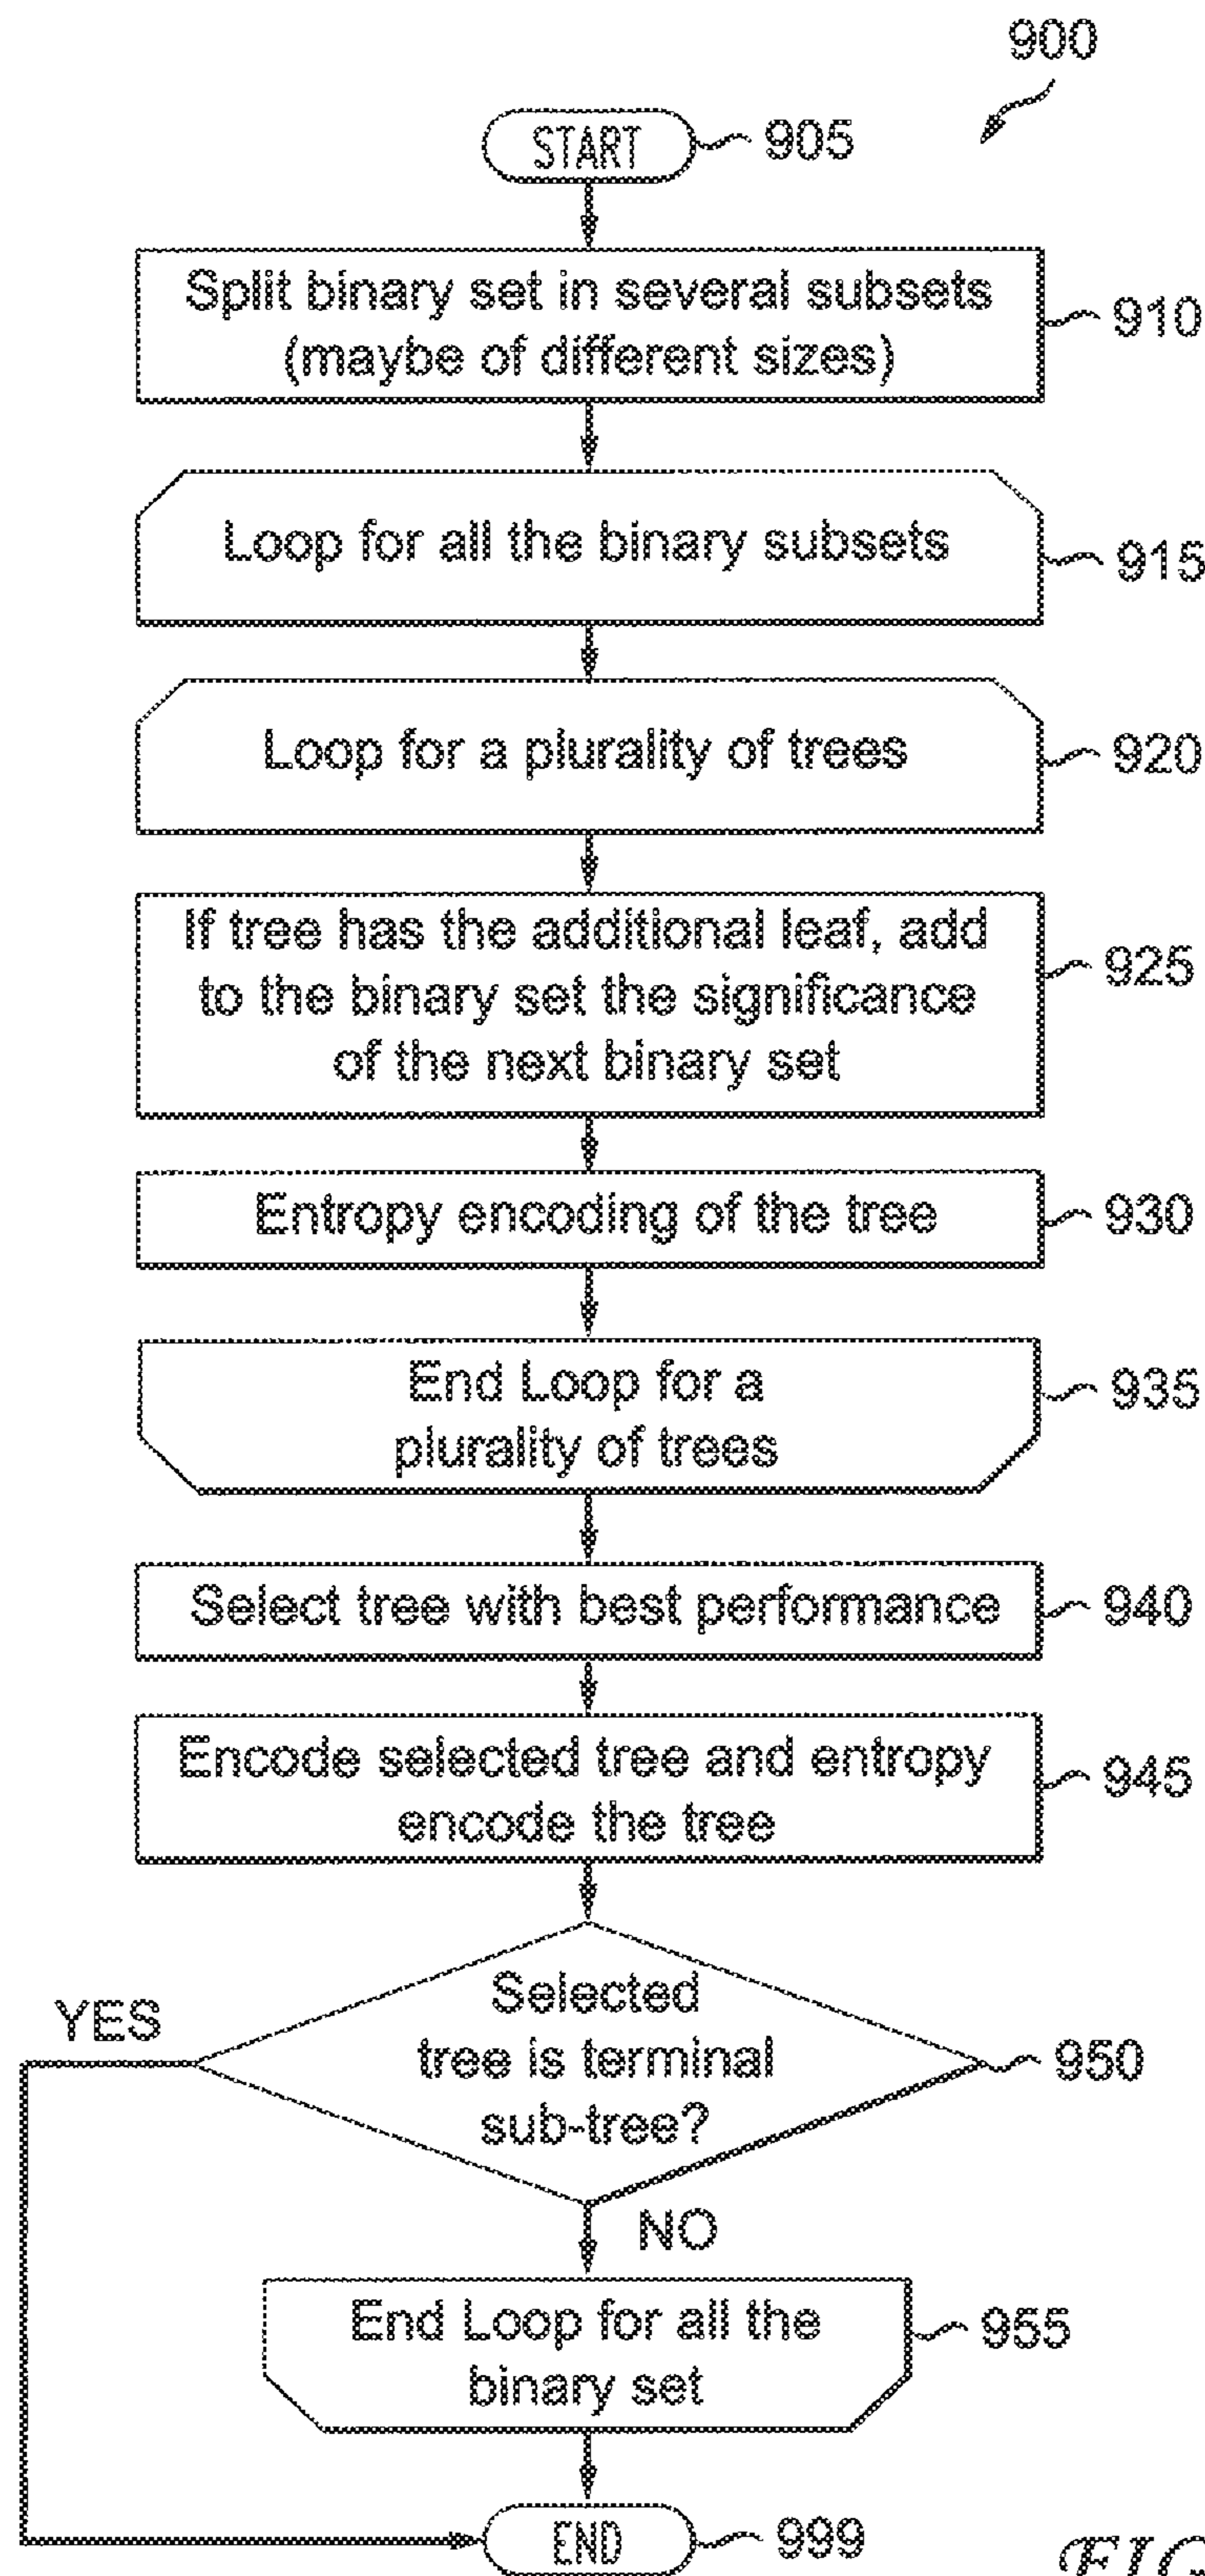 900
START
905
Split binary set in several subsets
(maybe of different sizes)
910
Loop for all the binary subsets
915
Loop for a plurality of trees
920
If tree has the additional leaf, add
to the binary set the significance
of the next binary set
925
Entropy encoding of the tree
930
End Loop for a
plurality of trees
935
Select tree with best performance
940
Encode selected tree and entropy
encode the tree
945
Selected
tree is terminal
sub-tree?
950
YES
NO
End Loop for all the
binary set
955
END
999